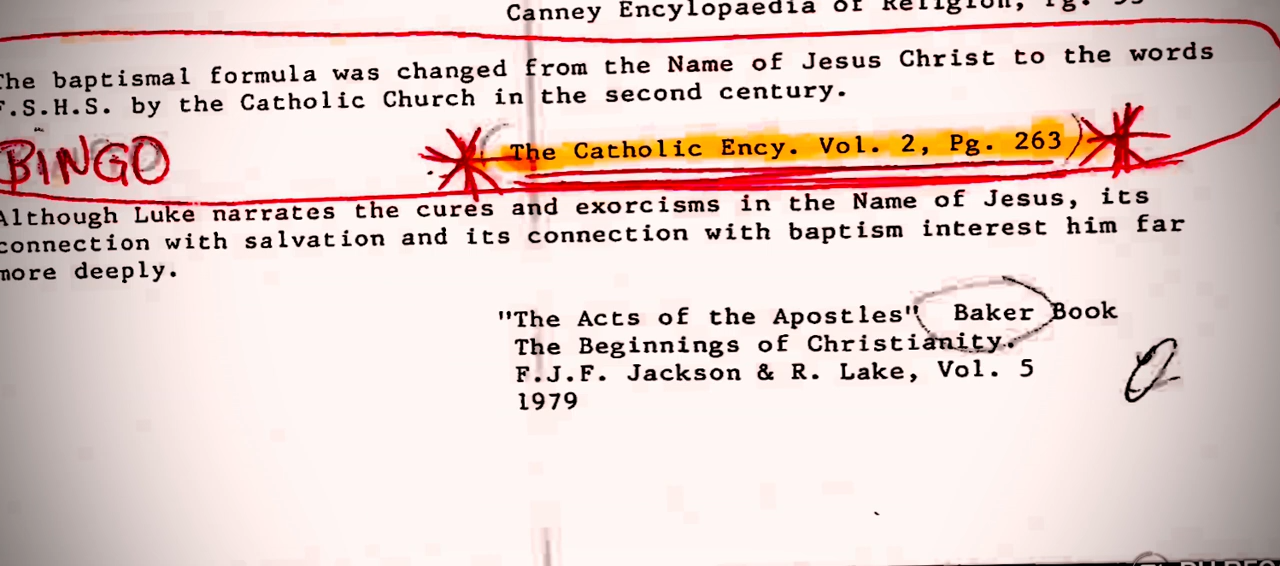 Canney Encylopaedia of Religion, Pg.
The baptismal formula was changed from the Name of Jesus Christ to the words
F.S.H.S. by the Catholic Church in the second century.
BINGO
(The Catholic Ency. Vol. 2, Pg. 263)
Although Luke narrates the cures and exorcisms in the Name of Jesus, its
connection with salvation and its connection with baptism interest him far
more deeply.
"The Acts of the Apostles" Baker Book
The Beginnings of Christianity.
F.J.F. Jackson & R. Lake, Vol. 5
1979